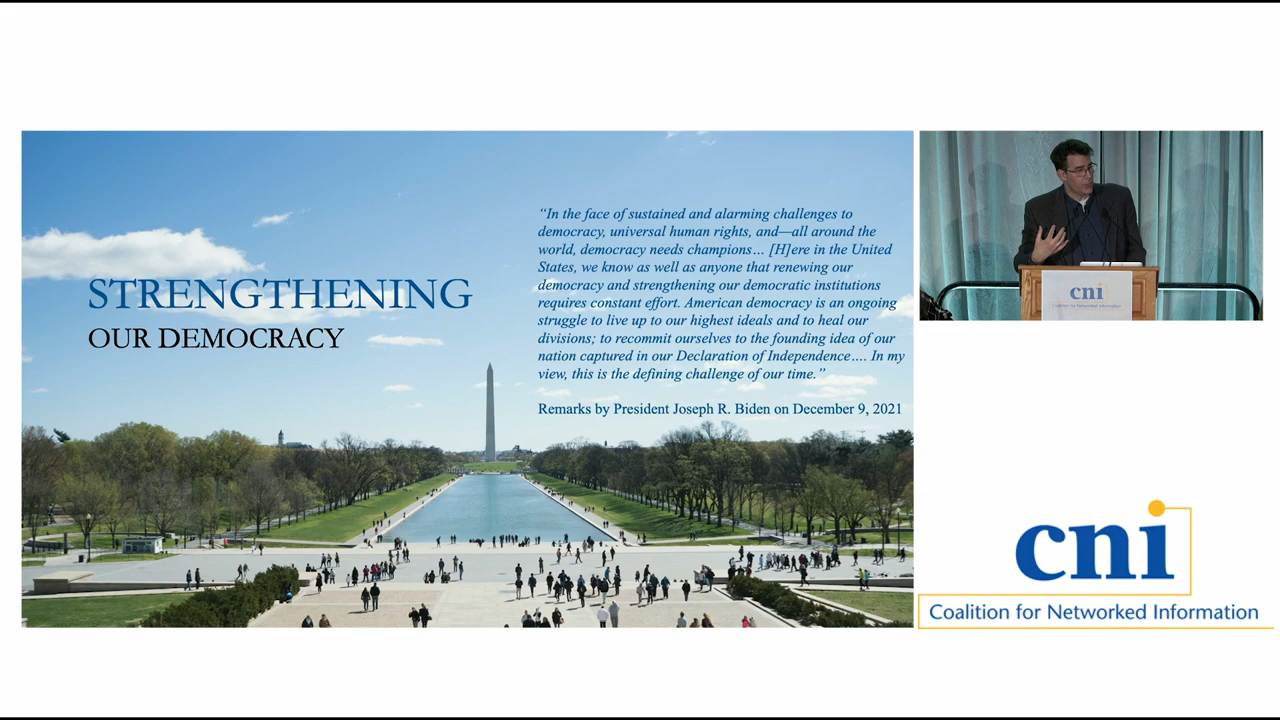 STRENGTHENING
OUR DEMOCRACY
“In the face of sustained and alarming challenges to
democracy, universal human rights, and—all around the
world, democracy needs champions… [H]ere in the United
States, we know as well as anyone that renewing our
democracy and strengthening our democratic institutions
requires constant effort. American democracy is an ongoing
struggle to live up to our highest ideals and to heal our
divisions; to recommit ourselves to the founding idea of our
nation captured in our Declaration of Independence…. In my
view, this is the defining challenge of our time.”
Remarks by President Joseph R. Biden on December 9, 2021
cni
Coalition for Networked Information
cni
Coalition for Networked Information